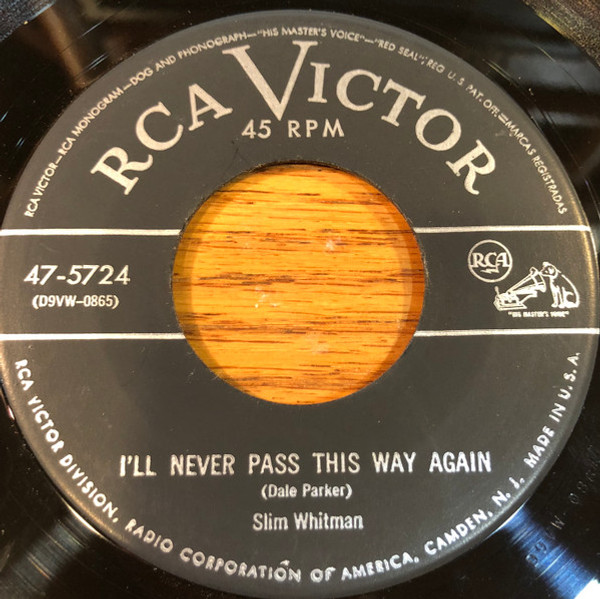 RCA VICTOR—RCA MONOGRAM—DOG AND PHONOGRAPH—"HIS MASTER'S VOICE"—"RED SEAL", REG. U. S. PAT. OFF.—MARCAS REGISTRADAS
RCA VICTOR
45 RPM
47-5724
(D9VW-0865)
RCA
"HIS MASTER'S VOICE"
I'LL NEVER PASS THIS WAY AGAIN
(Dale Parker)
Slim Whitman
RCA VICTOR DIVISION, RADIO CORPORATION OF AMERICA, CAMDEN, N. J. MADE IN U. S. A.